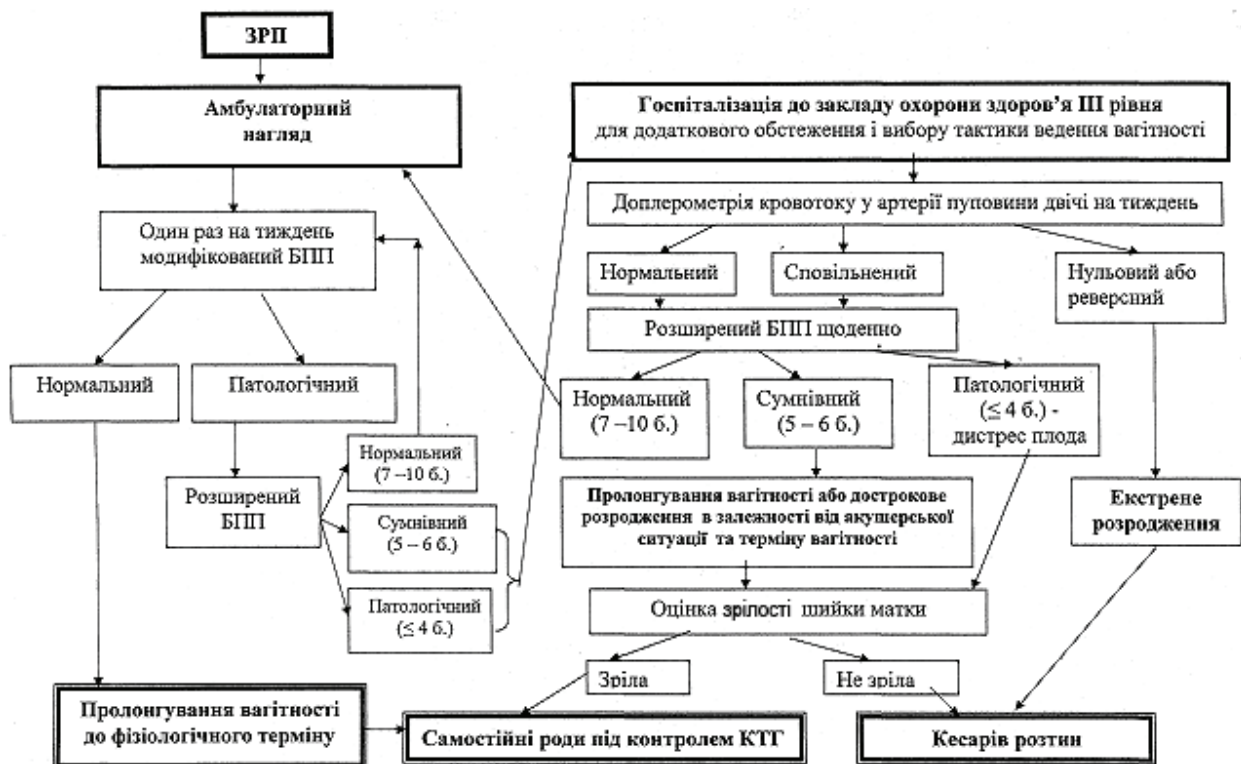 ЗРП
Амбулаторний
нагляд
Один раз на тиждень
модифікований БПП
Нормальний
Патологічний
Розширений
БПП
Нормальний
(7 –10 б.)
Сумнівний
(5 – 6 б.)
Патологічний
(≤ 4 б.)
Пролонгування вагітності
до фізіологічного терміну
Госпіталізація до закладу охорони здоров’я III рівня
для додаткового обстеження і вибору тактики ведення вагітності
Доплерометрія кровотоку у артерії пуповини двічі на тиждень
Нормальний
Сповільнений
Нульовий або
реверсний
Розширений БПП щоденно
Нормальний
(7 –10 б.)
Сумнівний
(5 – 6 б.)
Патологічний
(≤ 4 б.) -
дистрес плода
Пролонгування вагітності або дострокове
розродження в залежності від акушерської
ситуації та терміну вагітності
Екстрене
розродження
Оцінка зрілості шийки матки
Зріла
Не зріла
Самостійні роди під контролем КТГ
Кесарів розтин